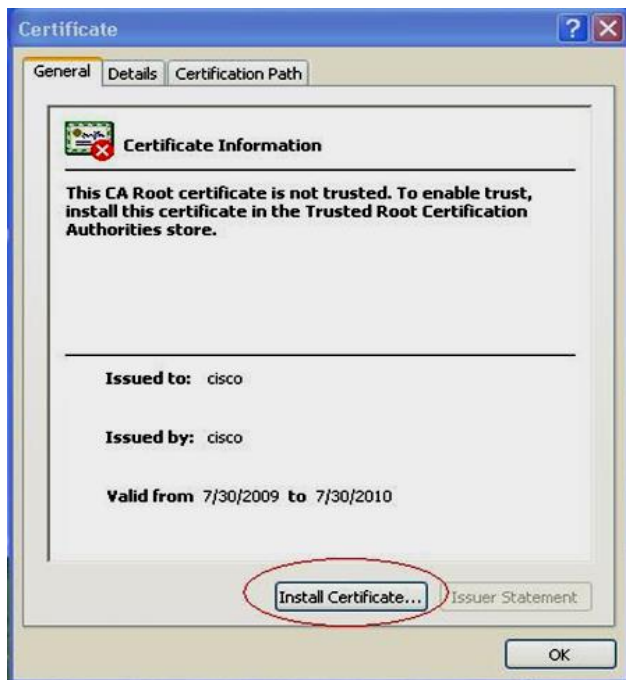 Certificate
General Details Certification Path
Certificate Information
This CA Root certificate is not trusted. To enable trust,
install this certificate in the Trusted Root Certification
Authorities store.
Issued to: cisco
Issued by: cisco
Valid from 7/30/2009 to 7/30/2010
Install Certificate... Issuer Statement
OK